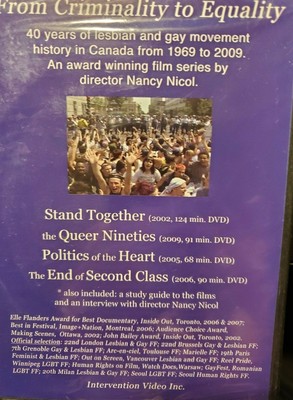 From Criminality to Equality
40 years of lesbian and gay movement
history in Canada from 1969 to 2009.
An award winning film series by
director Nancy Nicol.
Stand Together (2002, 124 min. DVD)
the Queer Nineties (2009, 91 min. DVD)
Politics of the Heart (2005, 68 min. DVD)
The End of Second Class (2006, 90 min. DVD)
* also included: a study guide to the films
and an interview with director Nancy Nicol
Elle Flanders Award for Best Documentary, Inside Out, Toronto, 2006 & 2007;
Best in Festival, Image+Nation, Montreal, 2006; Audience Choice Award,
Making Scenes, Ottawa, 2002; John Bailey Award, Inside Out, Toronto, 2002.
Official selection: 22nd London Lesbian & Gay FF; 22nd Brussels Gay & Lesbian FF;
7th Grenoble Gay & Lesbian FF; Arc-en-ciel, Toulouse FF; Marielle FF; 19th Paris
Feminist & Lesbian FF; Out on Screen, Vancouver Lesbian and Gay FF; Reel Pride,
Winnipeg LGBT FF; Human Rights on Film, Watch Docs, Warsaw; GayFest, Romanian
LGBT FF; 20th Milan Lesbian & Gay FF; Seoul LGBT FF; Seoul Human Rights FF.
Intervention Video Inc.